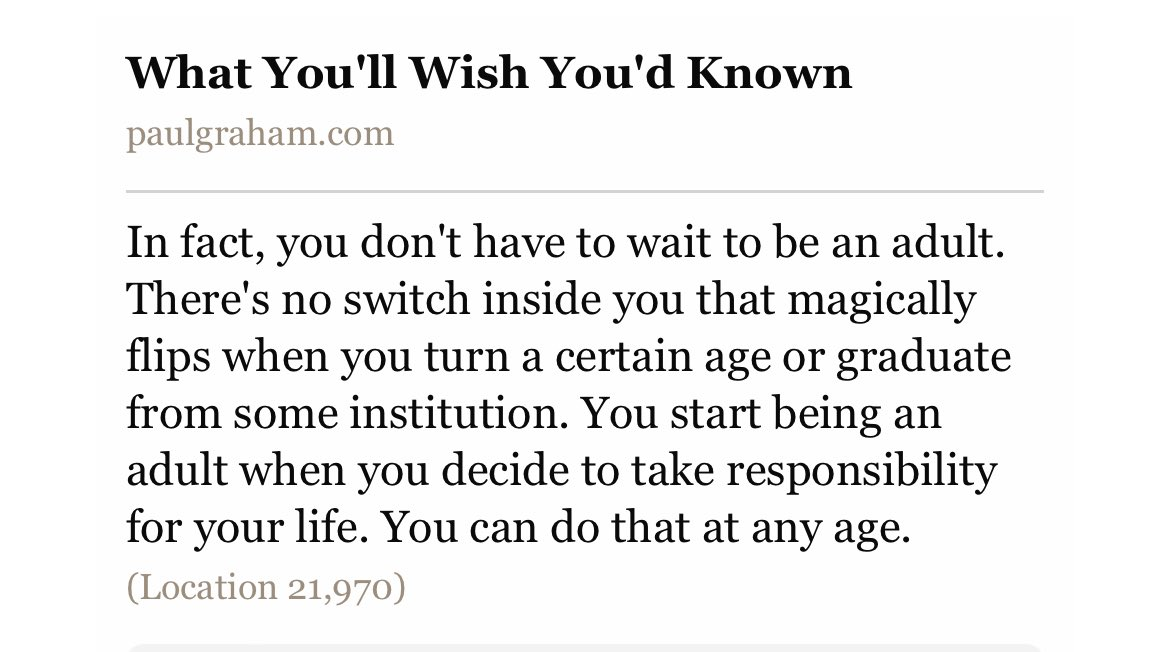 What You'll Wish You'd Known
paulgraham.com
In fact, you don't have to wait to be an adult.
There's no switch inside you that magically
flips when you turn a certain age or graduate
from some institution. You start being an
adult when you decide to take responsibility
for your life. You can do that at any age.
(Location 21,970)